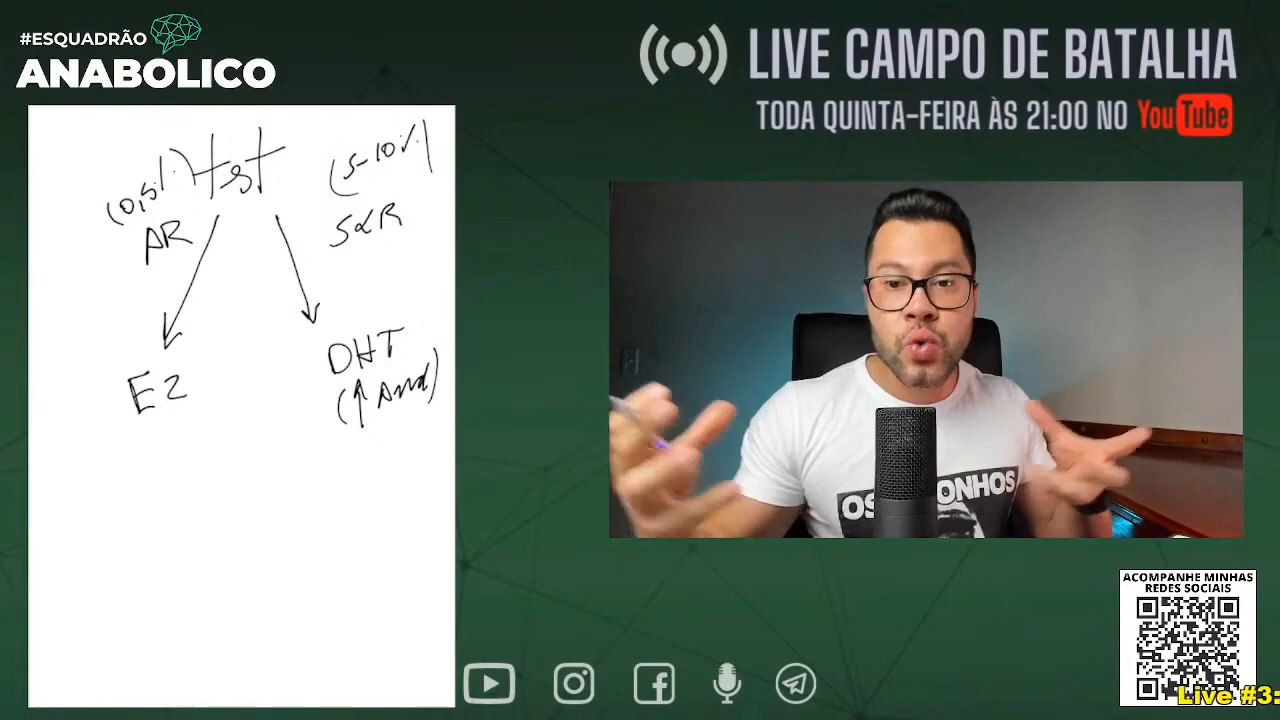 #ESQUADRÃO
ANABOLICO
LIVE CAMPO DE BATALHA
TODA QUINTA-FEIRA ÀS 21:00 NO YouTube
(0,5%) test (5-10%)
AR 5αR
E2
DHT
(↑ And)
ACOMPANHE MINHAS
REDES SOCIAIS
Live #3: